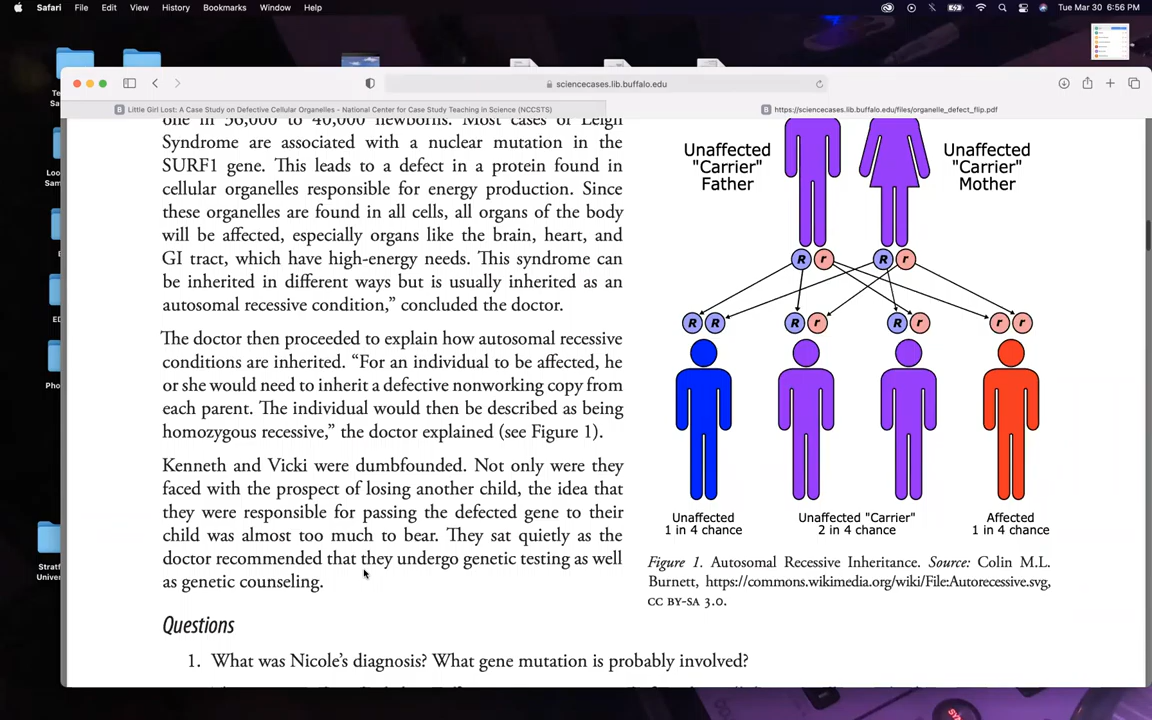 Safari File Edit View History Bookmarks Window Help
Tue Mar 30 6:56 PM
sciencecases.lib.buffalo.edu
Little Girl Lost: A Case Study on Defective Cellular Organelles - National Center for Case Study Teaching in Science (NCCSTS)
https://sciencecases.lib.buffalo.edu/files/organelle_defect_flip.pdf
one in 36,000 to 40,000 newborns. Most cases of Leigh
Syndrome are associated with a nuclear mutation in the
SURF1 gene. This leads to a defect in a protein found in
cellular organelles responsible for energy production. Since
these organelles are found in all cells, all organs of the body
will be affected, especially organs like the brain, heart, and
GI tract, which have high-energy needs. This syndrome can
be inherited in different ways but is usually inherited as an
autosomal recessive condition,” concluded the doctor.
The doctor then proceeded to explain how autosomal recessive
conditions are inherited. “For an individual to be affected, he
or she would need to inherit a defective nonworking copy from
each parent. The individual would then be described as being
homozygous recessive,” the doctor explained (see Figure 1).
Kenneth and Vicki were dumbfounded. Not only were they
faced with the prospect of losing another child, the idea that
they were responsible for passing the defected gene to their
child was almost too much to bear. They sat quietly as the
doctor recommended that they undergo genetic testing as well
as genetic counseling.
Questions
1. What was Nicole’s diagnosis? What gene mutation is probably involved?
Unaffected
"Carrier"
Father
Unaffected
"Carrier"
Mother
R r R r
R R R r R r r r
Unaffected
1 in 4 chance
Unaffected "Carrier"
2 in 4 chance
Affected
1 in 4 chance
Figure 1. Autosomal Recessive Inheritance. Source: Colin M.L.
Burnett, https://commons.wikimedia.org/wiki/File:Autorecessive.svg,
CC BY-SA 3.0.